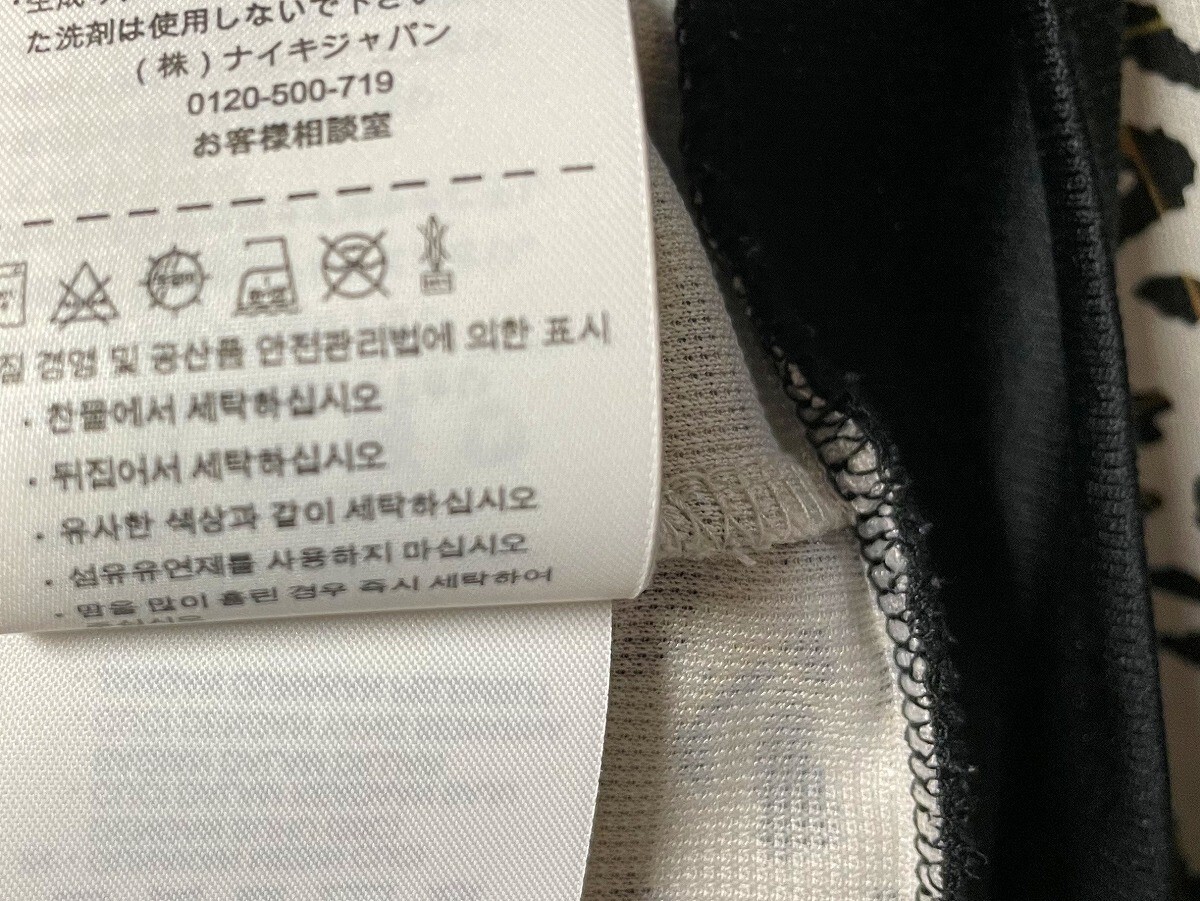 た洗剤は使用しないで下さい
(株)ナイキジャパン
0120-500-719
お客様相談室
질 경영 및 공산품 안전관리법에 의한 표시
· 찬물에서 세탁하십시오
· 뒤집어서 세탁하십시오
· 유사한 색상과 같이 세탁하십시오
· 섬유유연제를 사용하지 마십시오
· 땀을 많이 흘린 경우 즉시 세탁하여